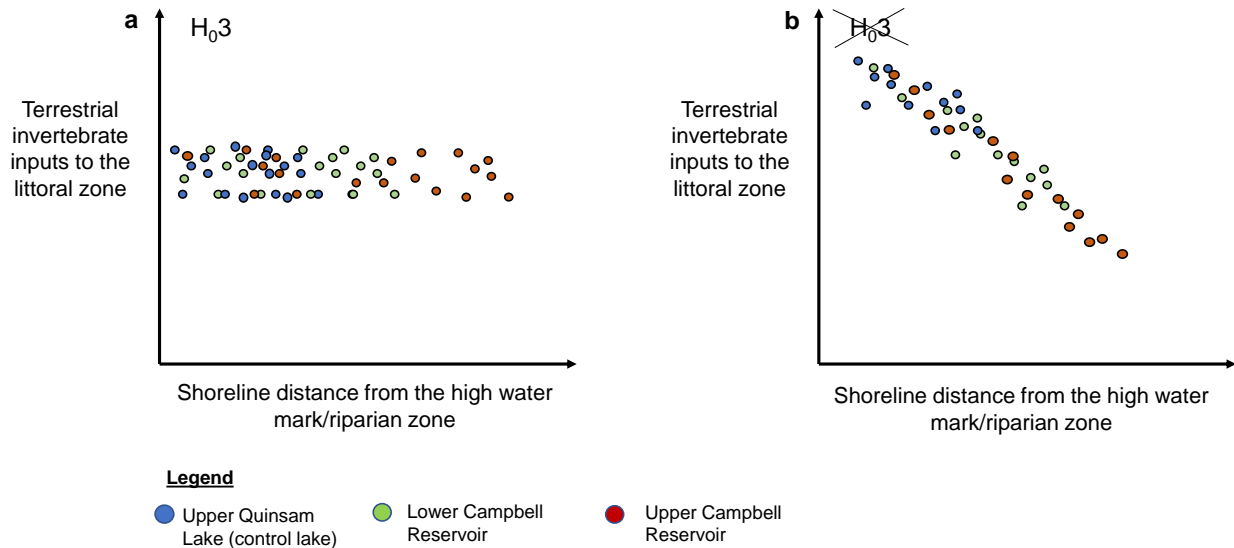 a
H₀3
Terrestrial
invertebrate
inputs to the
littoral zone
Shoreline distance from the high water
mark/riparian zone
b
H₀3
Terrestrial
invertebrate
inputs to the
littoral zone
Shoreline distance from the high water
mark/riparian zone
Legend
Upper Quinsam
Lake (control lake)
Lower Campbell
Reservoir
Upper Campbell
Reservoir